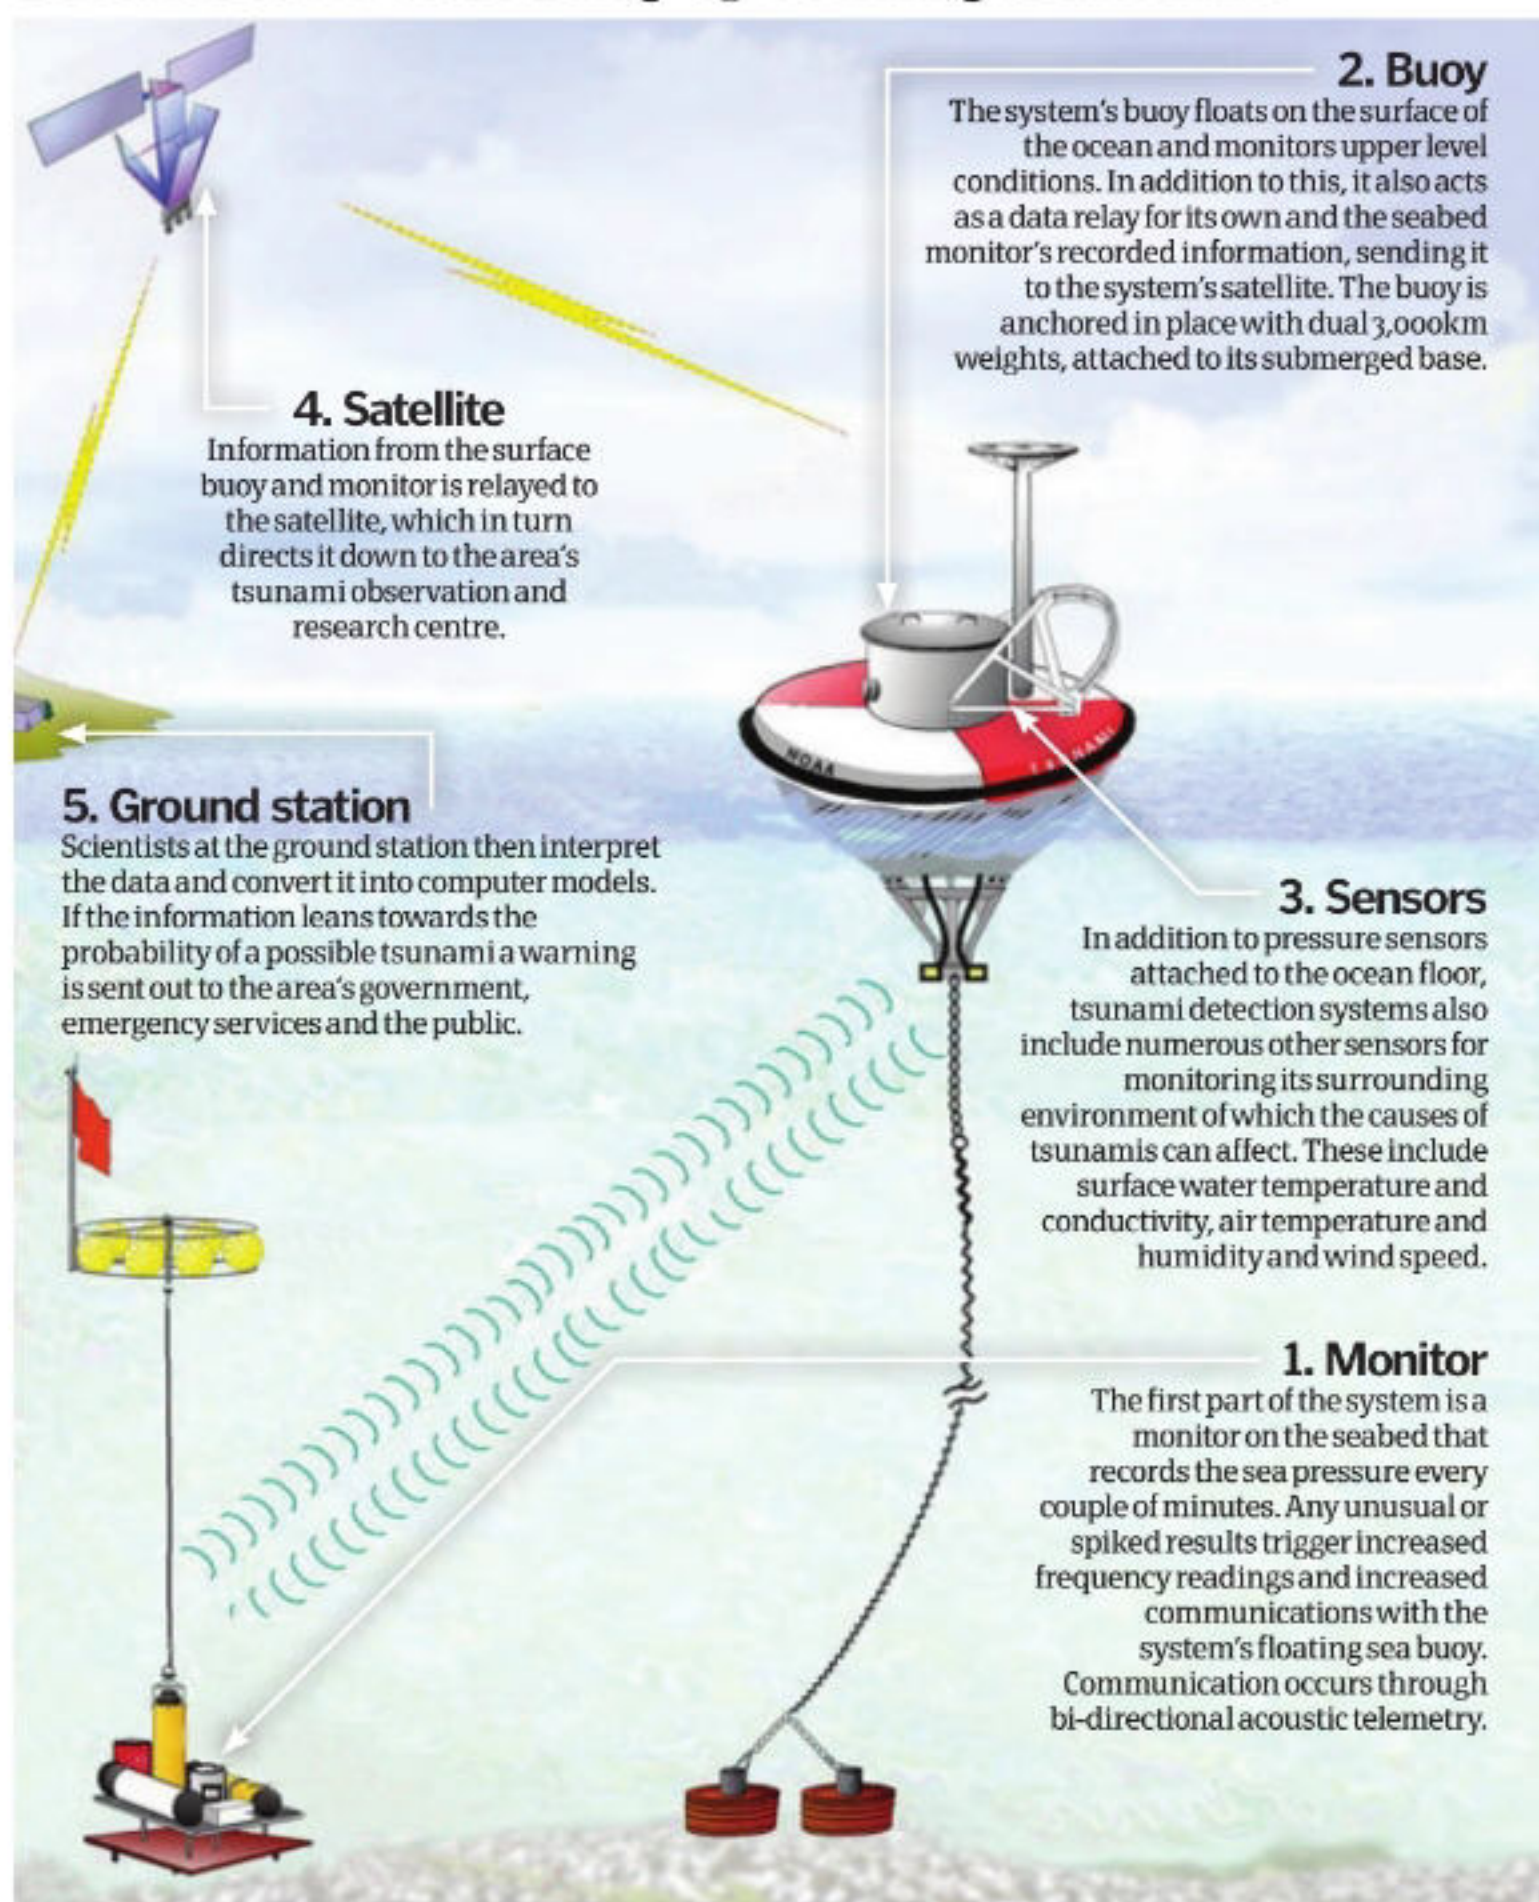 2. Buoy
The system's buoy floats on the surface of
the ocean and monitors upper level
conditions. In addition to this, it also acts
as a data relay for its own and the seabed
monitor's recorded information, sending it
to the system's satellite. The buoy is
anchored in place with dual 3,000km
weights, attached to its submerged base.
4. Satellite
Information from the surface
buoy and monitor is relayed to
the satellite, which in turn
directs it down to the area's
tsunami observation and
research centre.
NOAA
TSUNAMI
5. Ground station
Scientists at the ground station then interpret
the data and convert it into computer models.
If the information leans towards the
probability of a possible tsunami a warning
is sent out to the area's government,
emergency services and the public.
3. Sensors
In addition to pressure sensors
attached to the ocean floor,
tsunami detection systems also
include numerous other sensors for
monitoring its surrounding
environment of which the causes of
tsunamis can affect. These include
surface water temperature and
conductivity, air temperature and
humidity and wind speed.
1. Monitor
The first part of the system is a
monitor on the seabed that
records the sea pressure every
couple of minutes. Any unusual or
spiked results trigger increased
frequency readings and increased
communications with the
system's floating sea buoy.
Communication occurs through
bi-directional acoustic telemetry.